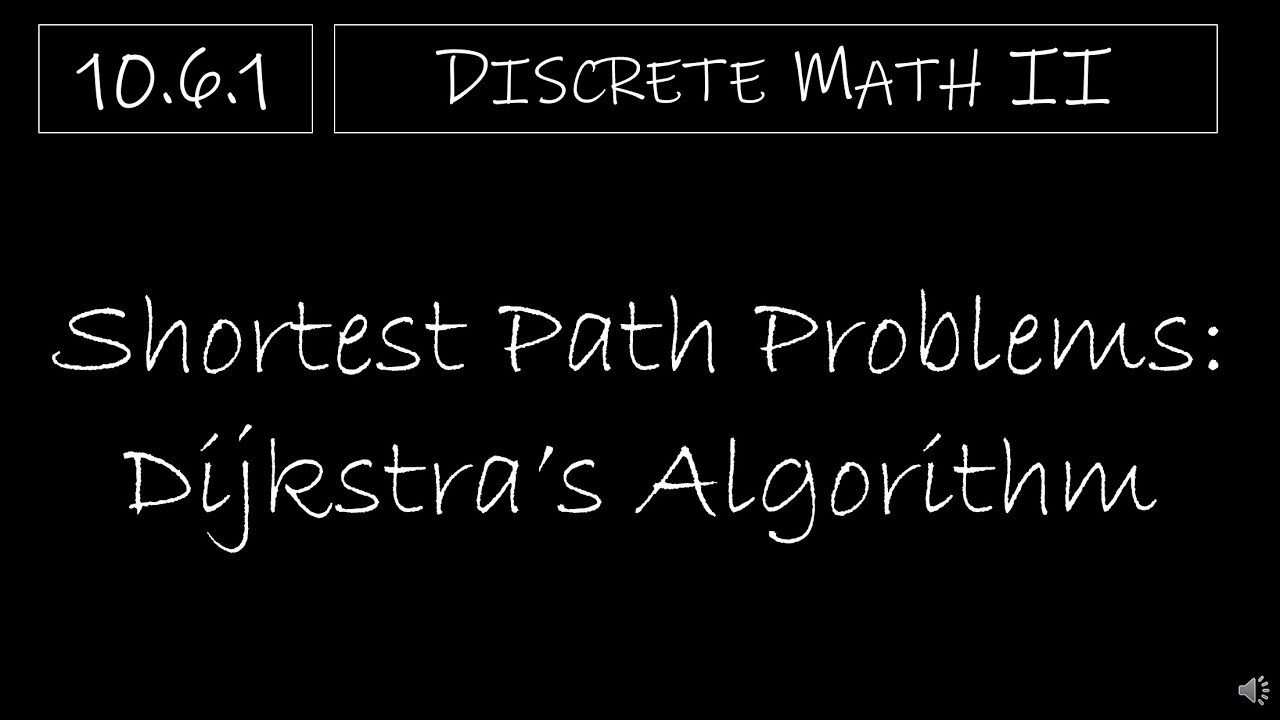 10.6.1
DISCRETE MATH II
Shortest Path Problems:
Dijkstra's Algorithm